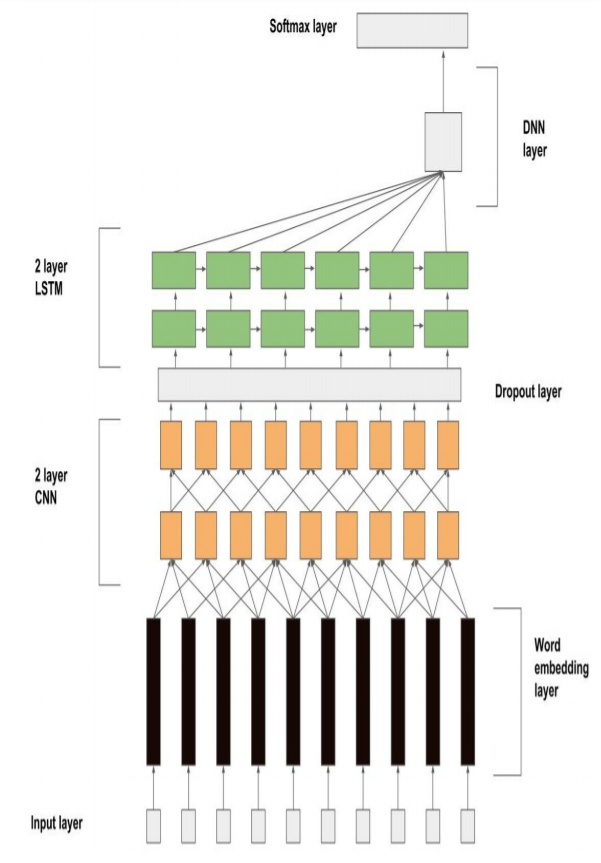 Softmax layer
DNN
layer
2 layer
LSTM
Dropout layer
2 layer
CNN
Word
embedding
layer
Input layer